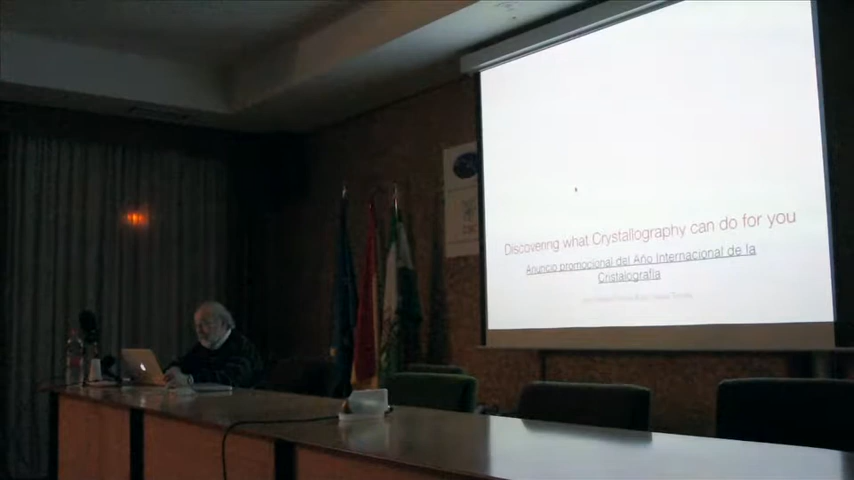 Discovering what Crystallography can do for you
Anuncio promocional del Año Internacional de la
Cristalografía